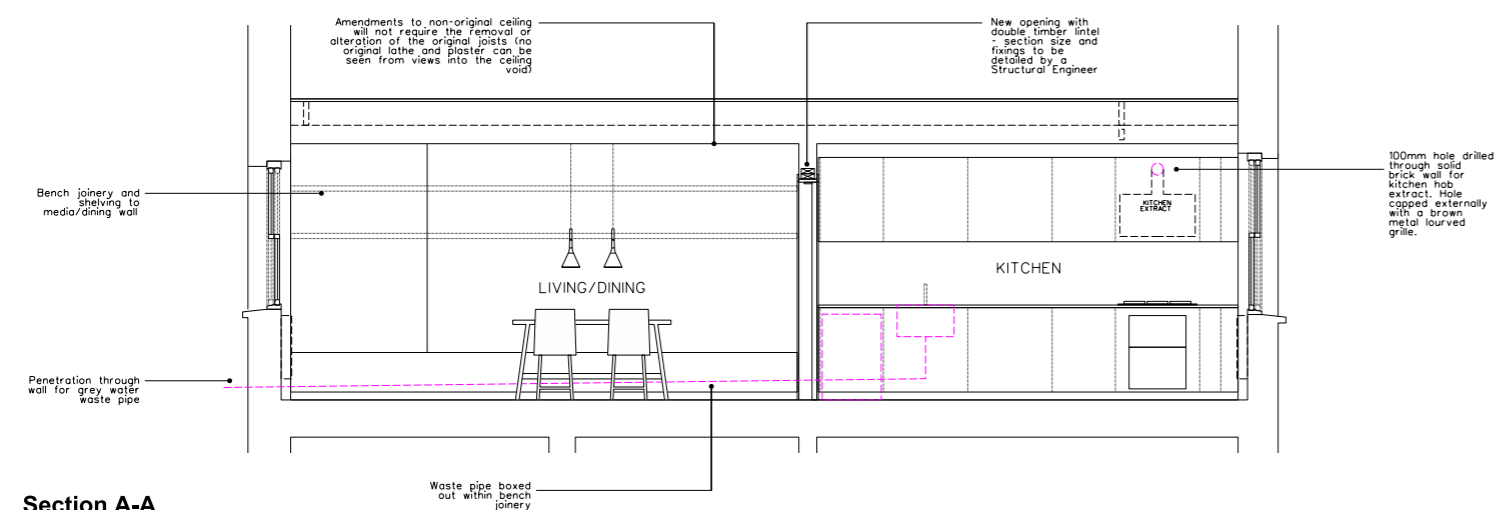 Amendments to non-original ceiling
will not require the removal or
alteration of the original joists (no
original lathe and plaster can be
seen from views into the ceiling
void)
New opening with
double timber lintel
- section size and
fixings to be
detailed by a
Structural Engineer
100mm hole drilled
through solid
brick wall for
kitchen hob
extract. Hole
capped externally
with a brown
metal lourved
grille.
Bench joinery and
shelving to
media/dining wall
KITCHEN
EXTRACT
KITCHEN
LIVING/DINING
Penetration through
wall for grey water
waste pipe
Waste pipe boxed
out within bench
joinery
Section A-A